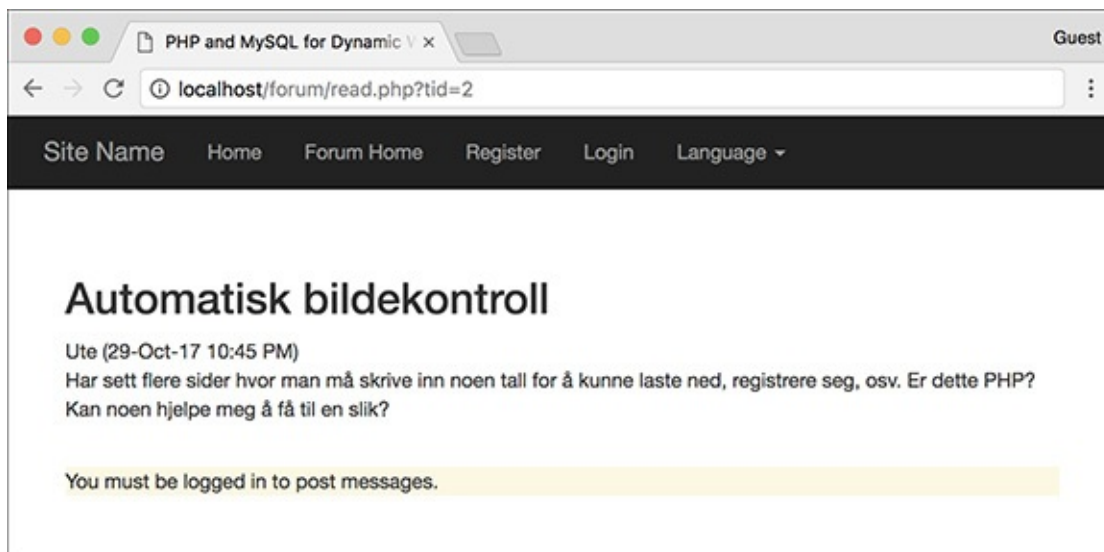 PHP and MySQL for Dynamic
Guest
localhost/forum/read.php?tid=2
Site Name Home Forum Home Register Login Language
Automatisk bildekontroll
Ute (29-Oct-17 10:45 PM)
Har sett flere sider hvor man må skrive inn noen tall for å kunne laste ned, registrere seg, osv. Er dette PHP?
Kan noen hjelpe meg å få til en slik?
You must be logged in to post messages.